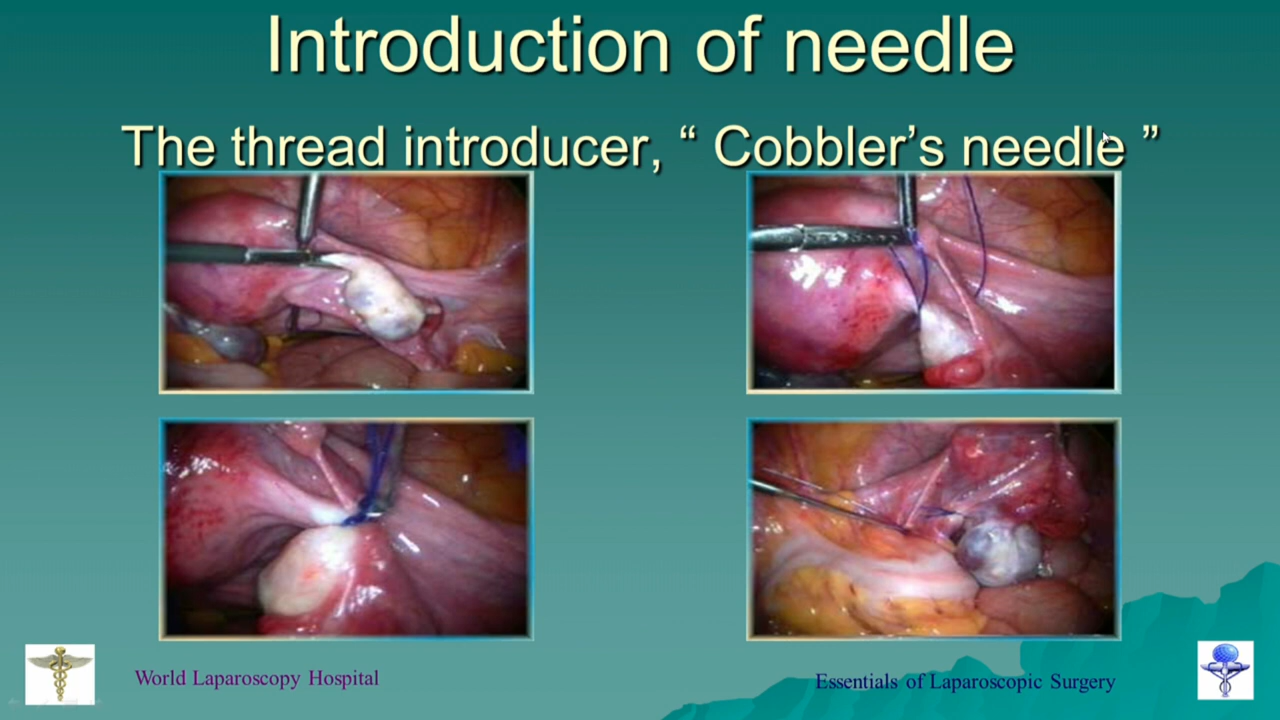 Introduction of needle
The thread introducer, “ Cobbler’s needle ”
World Laparoscopy Hospital
Essentials of Laparoscopic Surgery